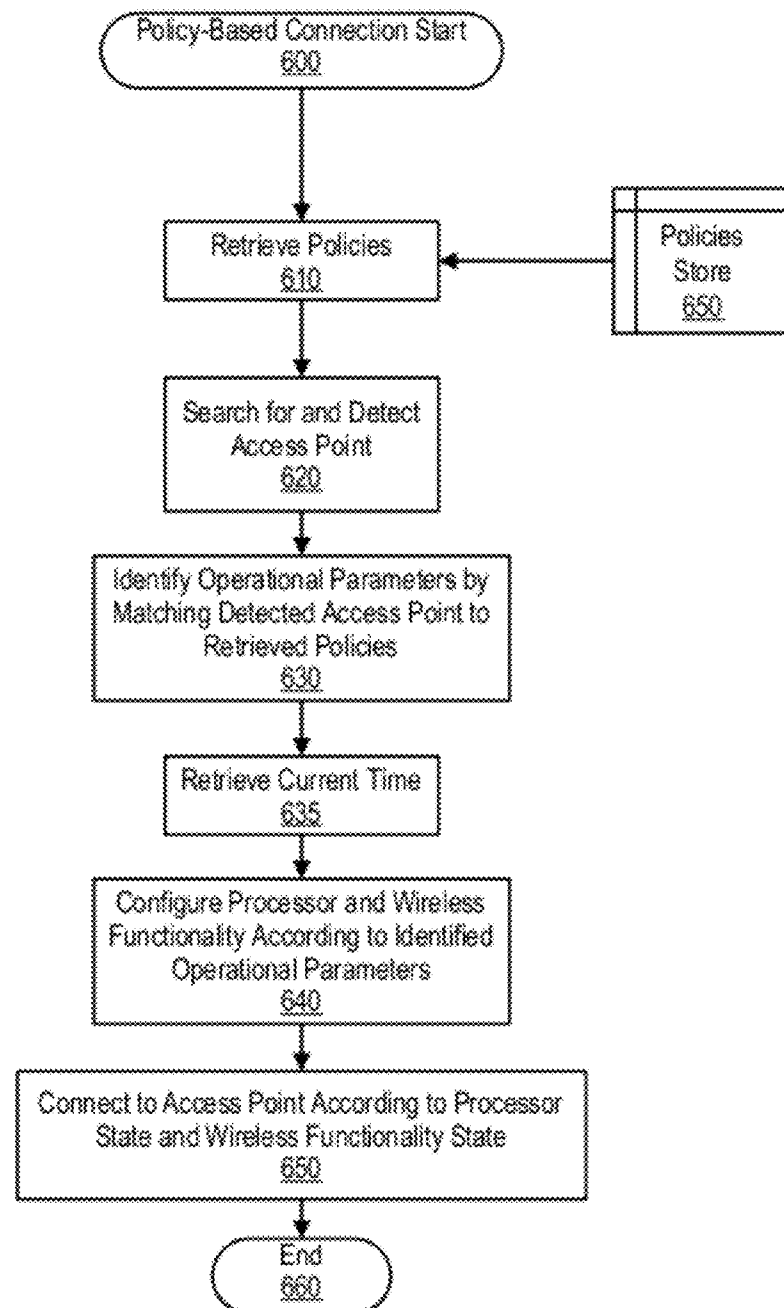 Policy-Based Connection Start
600
Retrieve Policies
610
Policies
Store
650
Search for and Detect
Access Point
620
Identify Operational Parameters by
Matching Detected Access Point to
Retrieved Policies
630
Retrieve Current Time
635
Configure Processor and Wireless
Functionality According to Identified
Operational Parameters
640
Connect to Access Point According to Processor
State and Wireless Functionality State
650
End
660